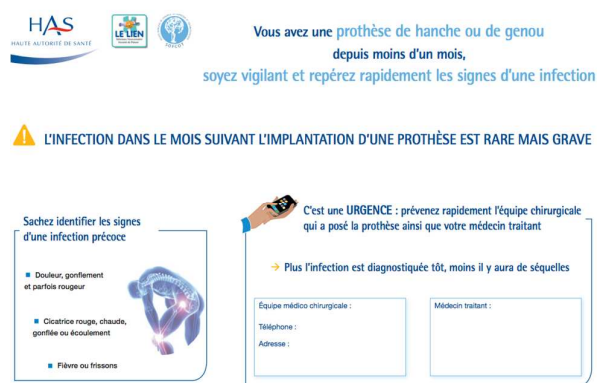 HAS
HAUTE AUTORITÉ DE SANTÉ
LE LIEN
Vous avez une prothèse de hanche ou de genou
depuis moins d'un mois,
soyez vigilant et repérez rapidement les signes d'une infection
L'INFECTION DANS LE MOIS SUIVANT L'IMPLANTATION D'UNE PROTHÈSE EST RARE MAIS GRAVE
Sachez identifier les signes
d'une infection précoce
Douleur, gonflement
et parfois rougeur
Cicatrice rouge, chaude,
gonflée ou écoulement
Fièvre ou frissons
C'est une URGENCE : prévenez rapidement l'équipe chirurgicale
qui a posé la prothèse ainsi que votre médecin traitant
→ Plus l'infection est diagnostiquée tôt, moins il y aura de séquelles
Équipe médico chirurgicale :
Téléphone :
Adresse :
Médecin traitant :